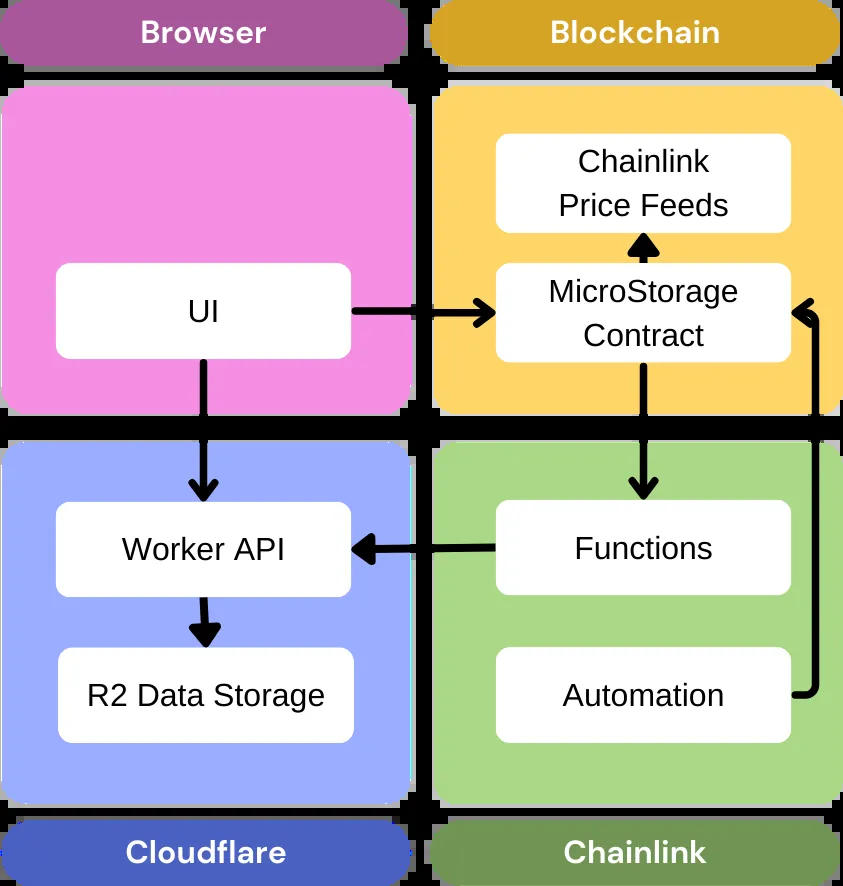 Browser
Blockchain
Chainlink
Price Feeds
UI
MicroStorage
Contract
Worker API
Functions
R2 Data Storage
Automation
Cloudflare
Chainlink